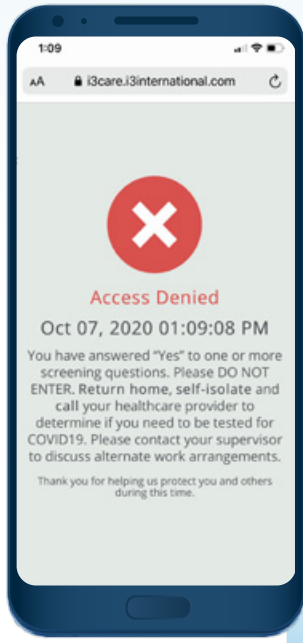 1:09
AA i3care.i3international.com
Access Denied
Oct 07, 2020 01:09:08 PM
You have answered “Yes” to one or more
screening questions. Please DO NOT
ENTER. Return home, self-isolate and
call your healthcare provider to
determine if you need to be tested for
COVID19. Please contact your supervisor
to discuss alternate work arrangements.
Thank you for helping us protect you and others
during this time.